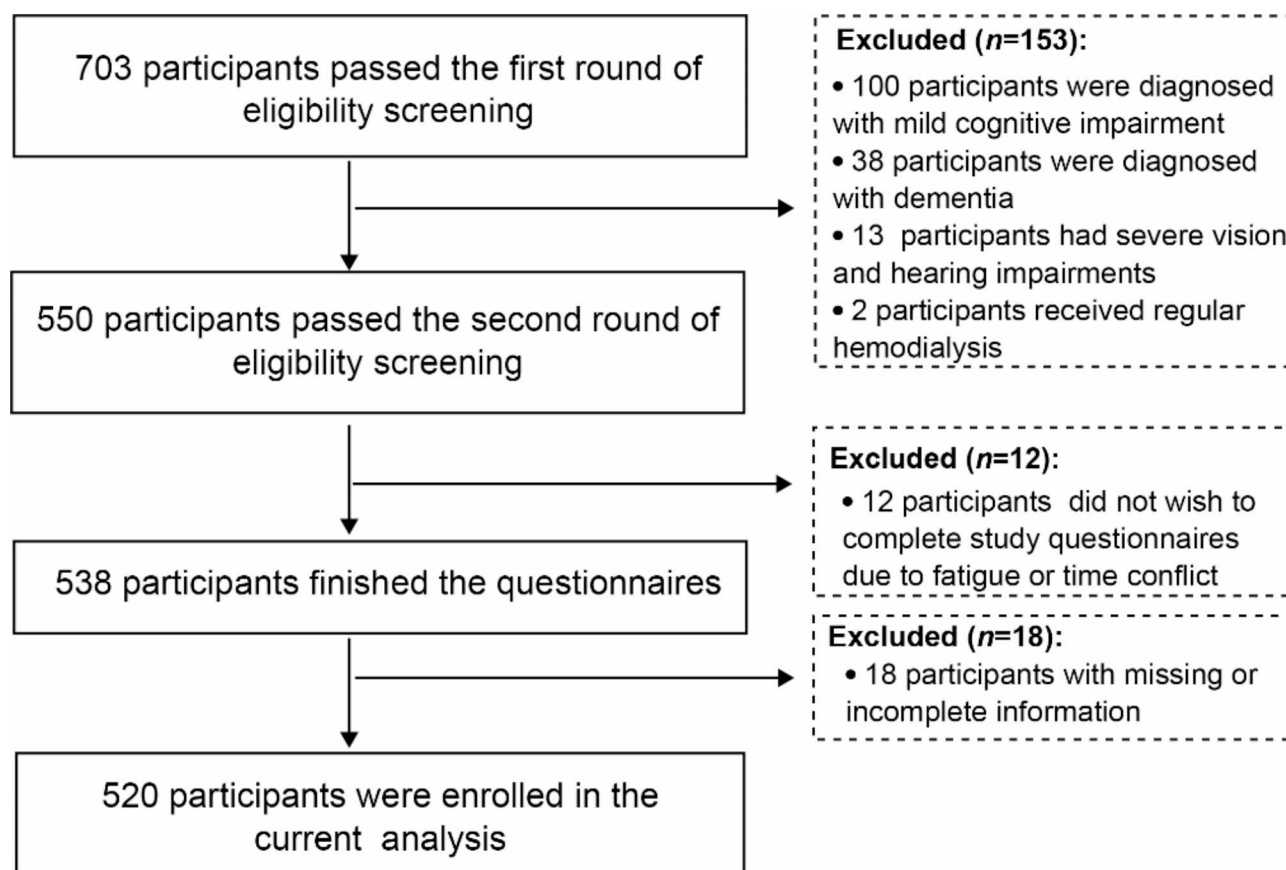 703 participants passed the first round of
eligibility screening
Excluded (n=153):
• 100 participants were diagnosed
with mild cognitive impairment
• 38 participants were diagnosed
with dementia
• 13 participants had severe vision
and hearing impairments
• 2 participants received regular
hemodialysis
550 participants passed the second round of
eligibility screening
Excluded (n=12):
• 12 participants did not wish to
complete study questionnaires
due to fatigue or time conflict
538 participants finished the questionnaires
Excluded (n=18):
• 18 participants with missing or
incomplete information
520 participants were enrolled in the
current analysis